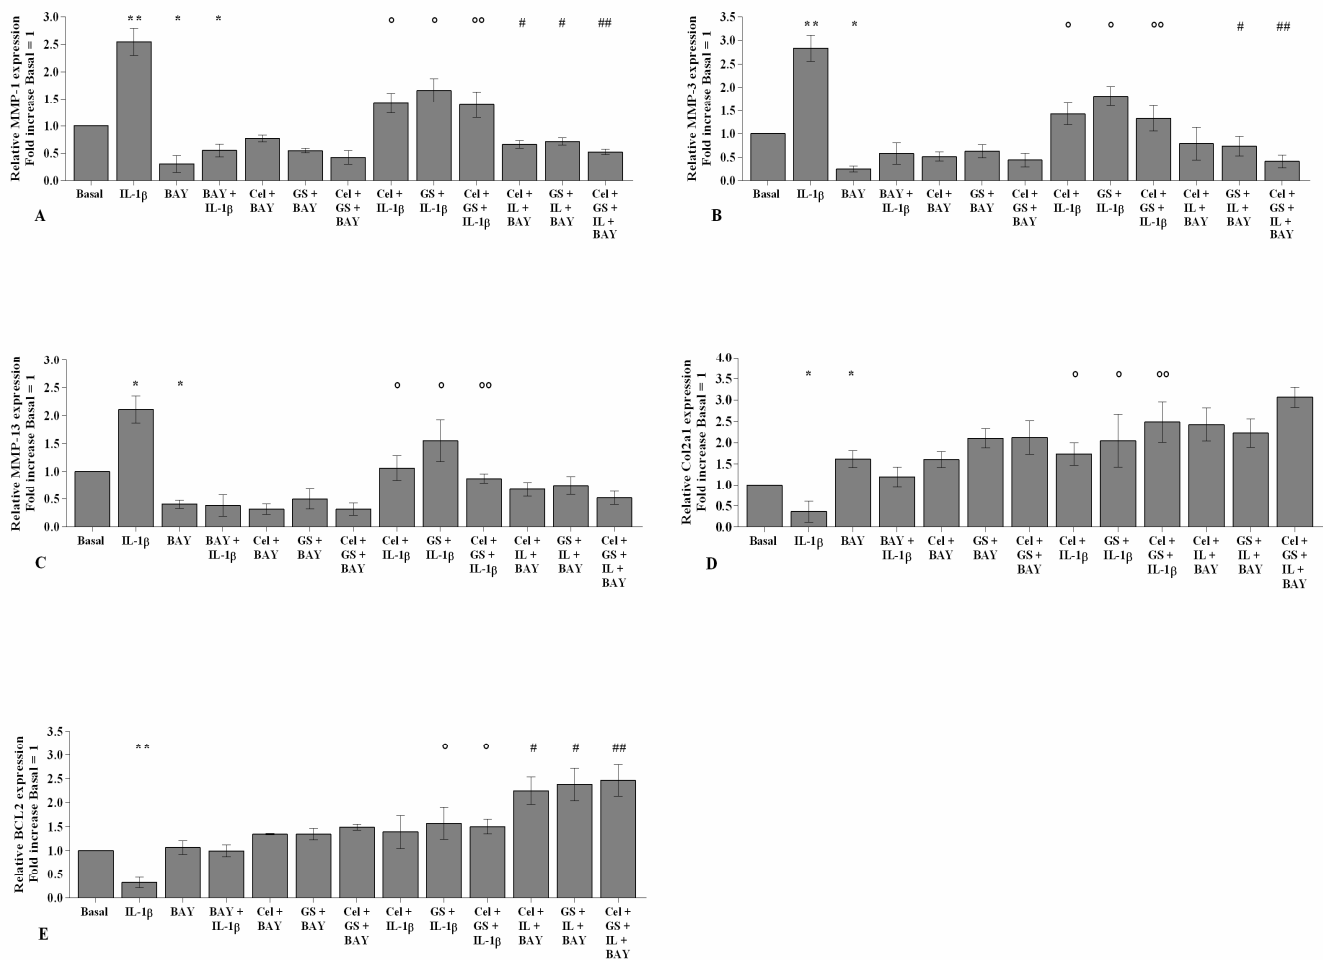 Relative MMP-1 expression
Fold increase Basal = 1
3.0
2.5
2.0
1.5
1.0
0.5
0.0
** * * o o oo # # ##
Basal IL-1β BAY BAY + Cel + GS + Cel + Cel + GS + Cel + Cel + GS + Cel +
IL-1β BAY BAY GS + IL-1β IL-1β GS + IL + IL + GS +
BAY IL-1β BAY BAY IL +
BAY
A
Relative MMP-3 expression
Fold increase Basal = 1
3.5
3.0
2.5
2.0
1.5
1.0
0.5
0.0
** * o o oo # ##
Basal IL-1β BAY BAY + Cel + GS + Cel + Cel + GS + Cel + Cel + GS + Cel +
IL-1β BAY BAY GS + IL-1β IL-1β GS + IL + IL + GS +
BAY IL-1β BAY BAY IL +
BAY
B
Relative MMP-13 expression
Fold increase Basal = 1
3.0
2.5
2.0
1.5
1.0
0.5
0.0
* * o o oo
Basal IL-1β BAY BAY + Cel + GS + Cel + Cel + GS + Cel + Cel + GS + Cel +
IL-1β BAY BAY GS + IL-1β IL-1β GS + IL + IL + GS +
BAY IL-1β BAY BAY IL +
BAY
C
Relative Col2a1 expression
Fold increase Basal = 1
4.0
3.5
3.0
2.5
2.0
1.5
1.0
0.5
0.0
* * o o oo
Basal IL-1β BAY BAY + Cel + GS + Cel + Cel + GS + Cel + Cel + GS + Cel +
IL-1β BAY BAY GS + IL-1β IL-1β GS + IL + IL + GS +
BAY IL-1β BAY BAY IL +
BAY
D
Relative BCL2 expression
Fold increase Basal = 1
3.5
3.0
2.5
2.0
1.5
1.0
0.5
0.0
** o o # # ##
Basal IL-1β BAY BAY + Cel + GS + Cel + Cel + GS + Cel + Cel + GS + Cel +
IL-1β BAY BAY GS + IL-1β IL-1β GS + IL + IL + GS +
BAY IL-1β BAY BAY IL +
BAY
E